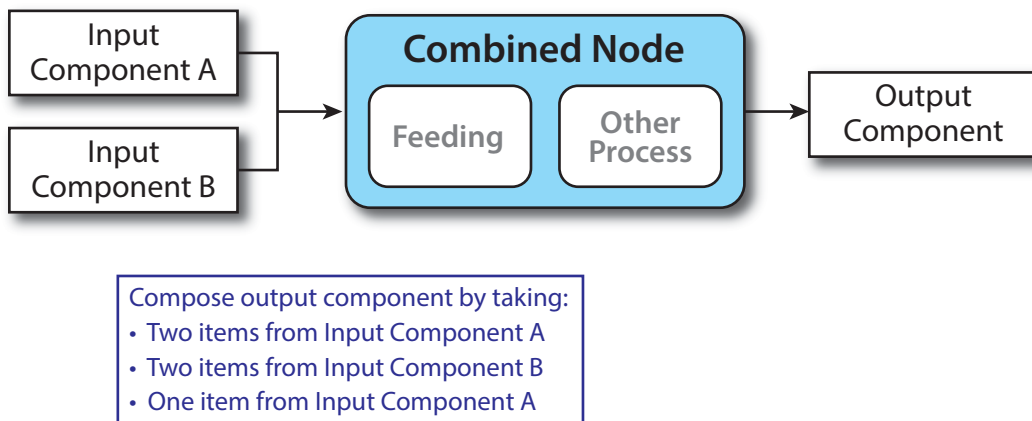 Input
Component A
Input
Component B
Combined Node
Feeding
Other
Process
Output
Component
Compose output component by taking:
• Two items from Input Component A
• Two items from Input Component B
• One item from Input Component A